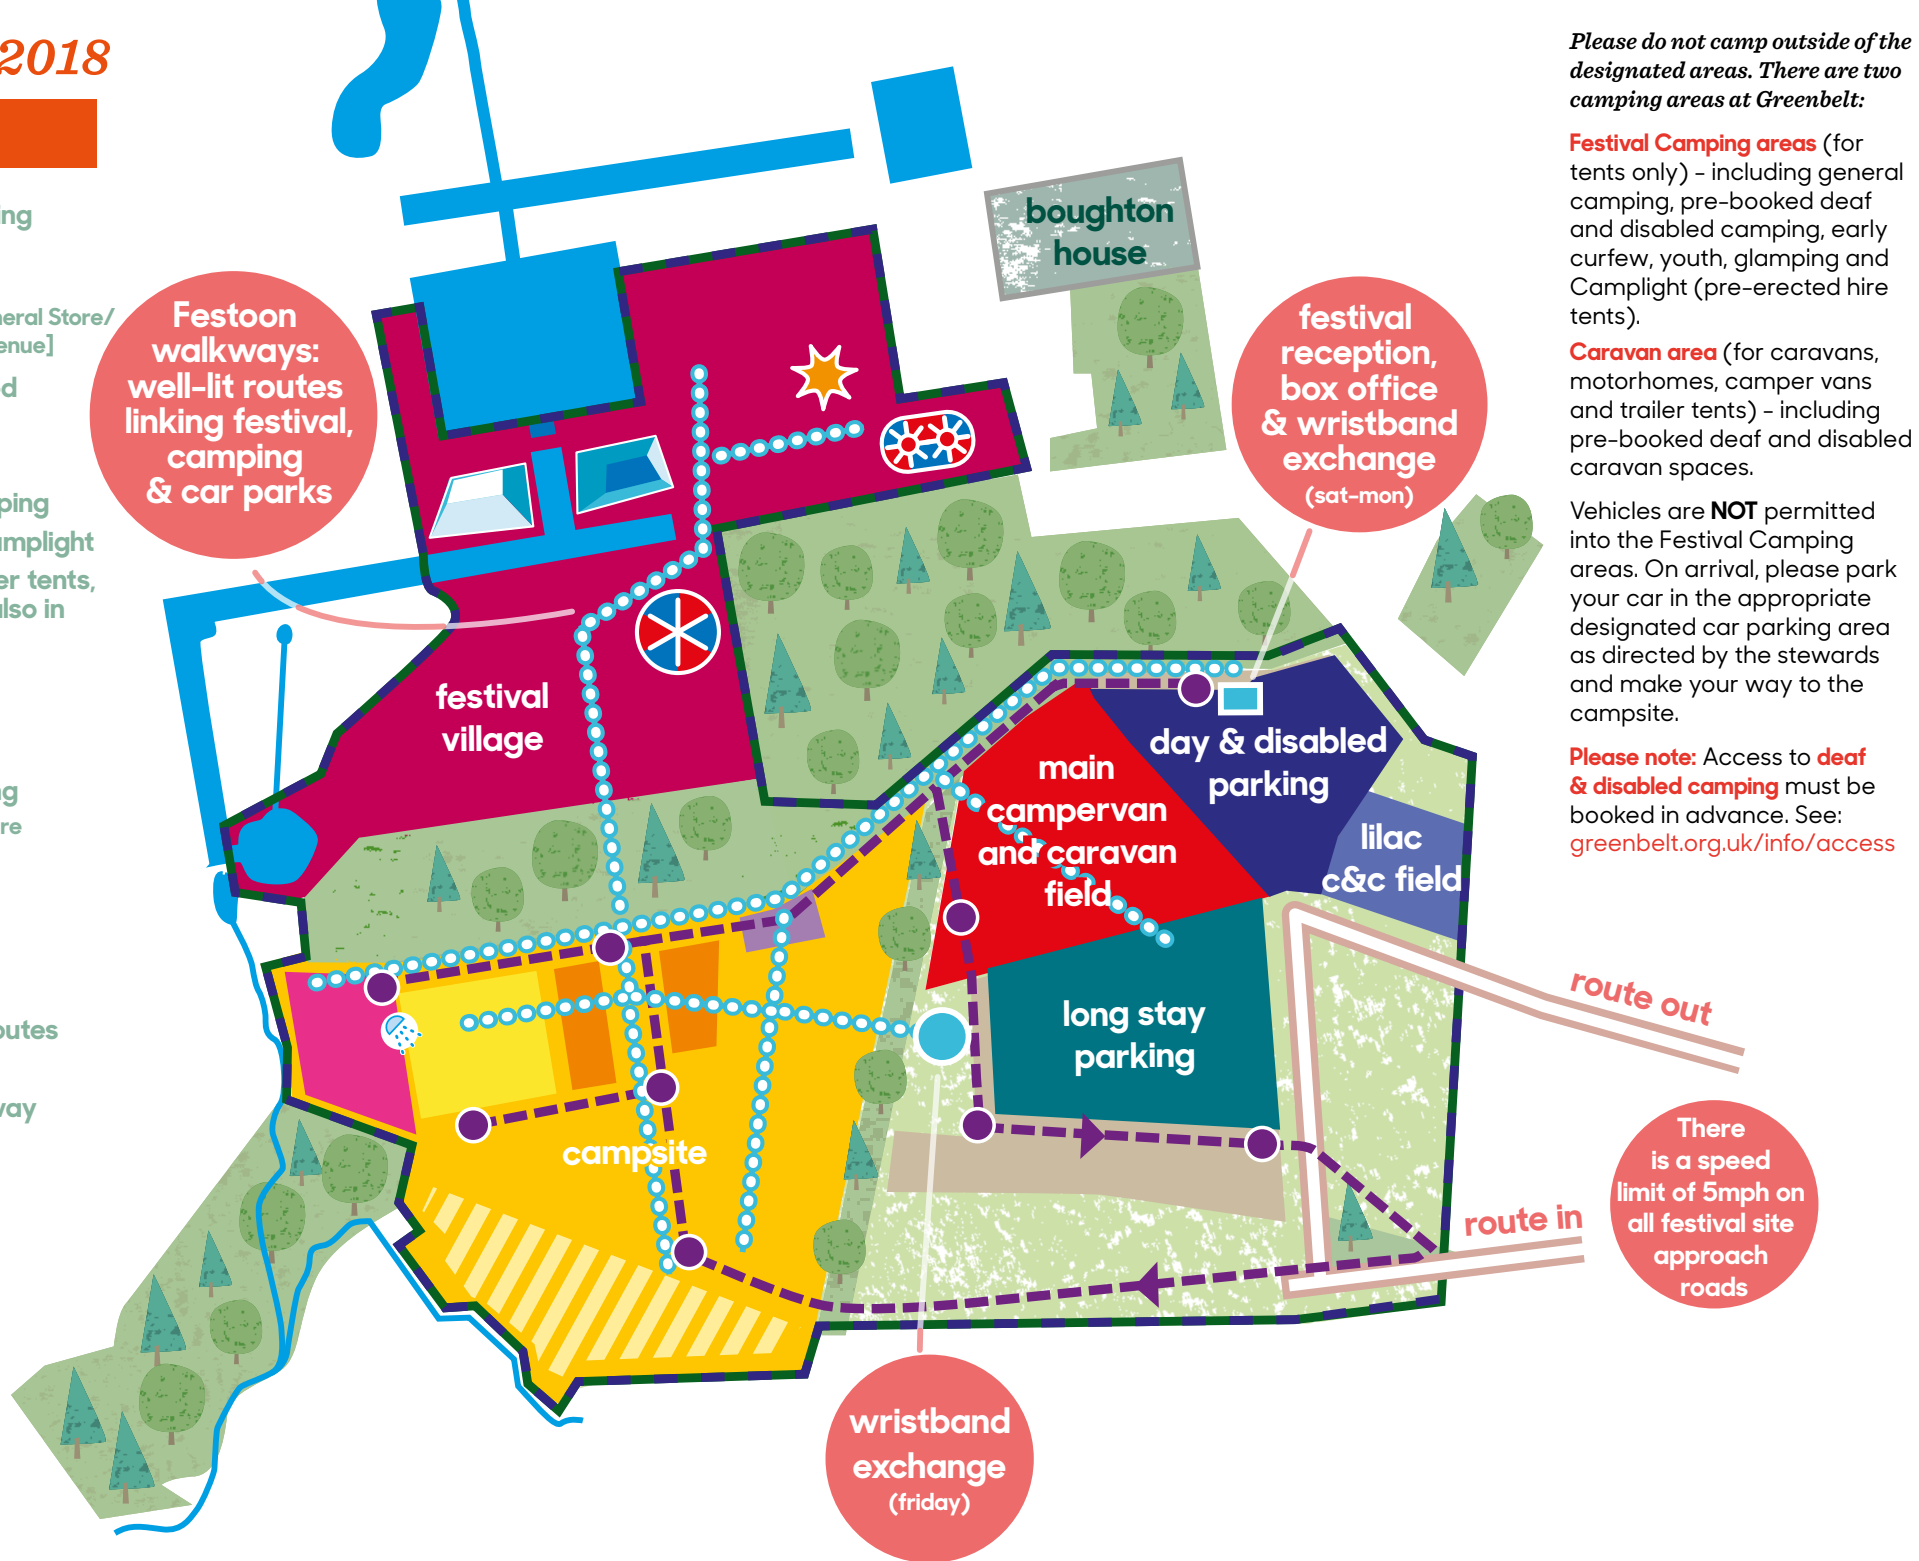 2018
ing
neral Store/
enue]
d
ping
amplight
er tents,
also in
g
re
outes
way
Festoon
walkways:
well-lit routes
linking festival,
camping
& car parks
boughton
house
festival
reception,
box office
& wristband
exchange
(sat-mon)
festival
village
main
campervan
and caravan
field
day & disabled
parking
lilac
c&c field
long stay
parking
campsite
route out
route in
There
is a speed
limit of 5mph on
all festival site
approach
roads
wristband
exchange
(friday)
Please do not camp outside of the
designated areas. There are two
camping areas at Greenbelt:
Festival Camping areas (for
tents only) – including general
camping, pre-booked deaf
and disabled camping, early
curfew, youth, glamping and
Camplight (pre-erected hire
tents).
Caravan area (for caravans,
motorhomes, camper vans
and trailer tents) – including
pre-booked deaf and disabled
caravan spaces.
Vehicles are NOT permitted
into the Festival Camping
areas. On arrival, please park
your car in the appropriate
designated car parking area
as directed by the stewards
and make your way to the
campsite.
Please note: Access to deaf
& disabled camping must be
booked in advance. See:
greenbelt.org.uk/info/access